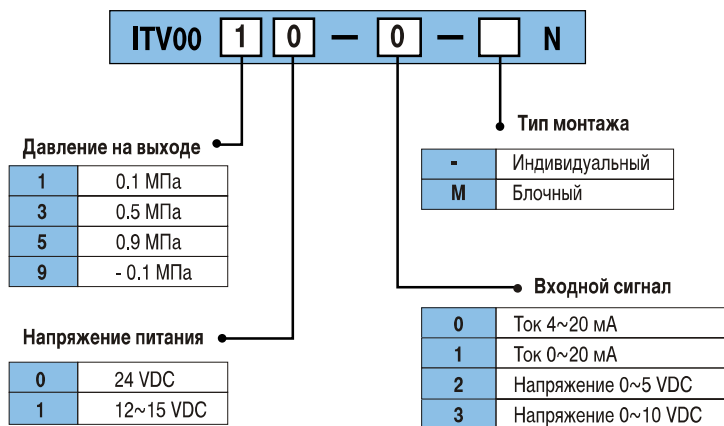 ITV00 1 0 – 0 – N
Давление на выходе
1 0.1 МПа
3 0.5 МПа
5 0.9 МПа
9 - 0.1 МПа
Напряжение питания
0 24 VDC
1 12~15 VDC
Тип монтажа
- Индивидуальный
M Блочный
Входной сигнал
0 Ток 4~20 мА
1 Ток 0~20 мА
2 Напряжение 0~5 VDC
3 Напряжение 0~10 VDC